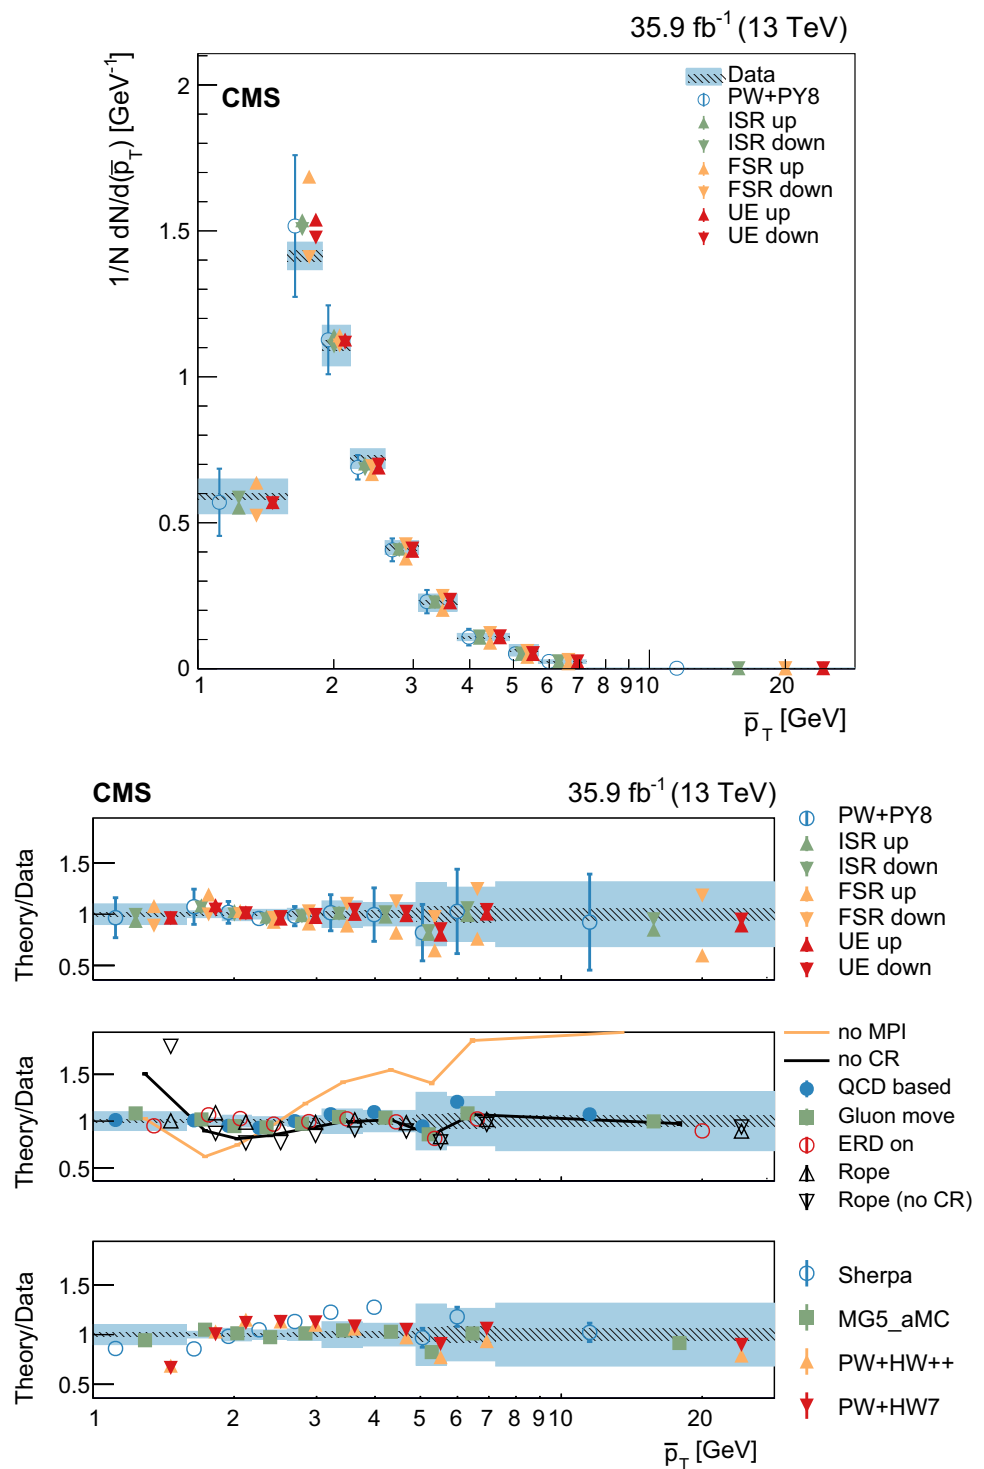 35.9 fb⁻¹ (13 TeV)
1/N dN/d(p̅_T) [GeV⁻¹]
CMS
Data
PW+PY8
ISR up
ISR down
FSR up
FSR down
UE up
UE down
2
1.5
1
0.5
0
1 2 3 4 5 6 7 8 9 10 20
p̅_T [GeV]
CMS 35.9 fb⁻¹ (13 TeV)
Theory/Data
1.5
1
0.5
PW+PY8
ISR up
ISR down
FSR up
FSR down
UE up
UE down
Theory/Data
1.5
1
0.5
no MPI
no CR
QCD based
Gluon move
ERD on
Rope
Rope (no CR)
Theory/Data
1.5
1
0.5
Sherpa
MG5_aMC
PW+HW++
PW+HW7
1 2 3 4 5 6 7 8 9 10 20
p̅_T [GeV]